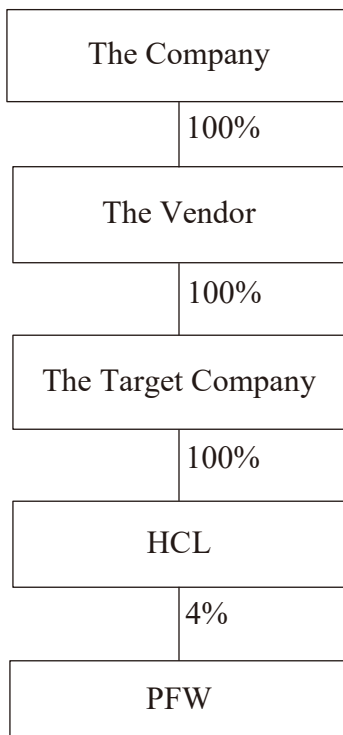 The Company
100%
The Vendor
100%
The Target Company
100%
HCL
4%
PFW